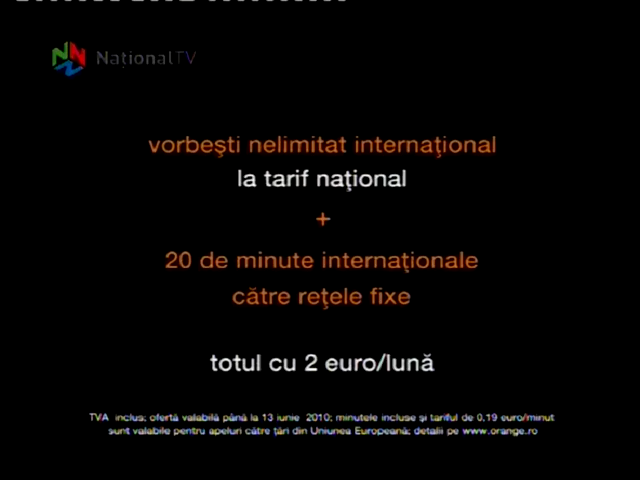 NaționalTV
vorbeşti nelimitat internaţional
la tarif naţional
+
20 de minute internaţionale
către reţele fixe
totul cu 2 euro/lună
TVA inclus; ofertă valabilă până la 13 iunie 2010; minutele incluse şi tariful de 0,19 euro/minut
sunt valabile pentru apeluri către ţări din Uniunea Europeană; detalii pe www.orange.ro